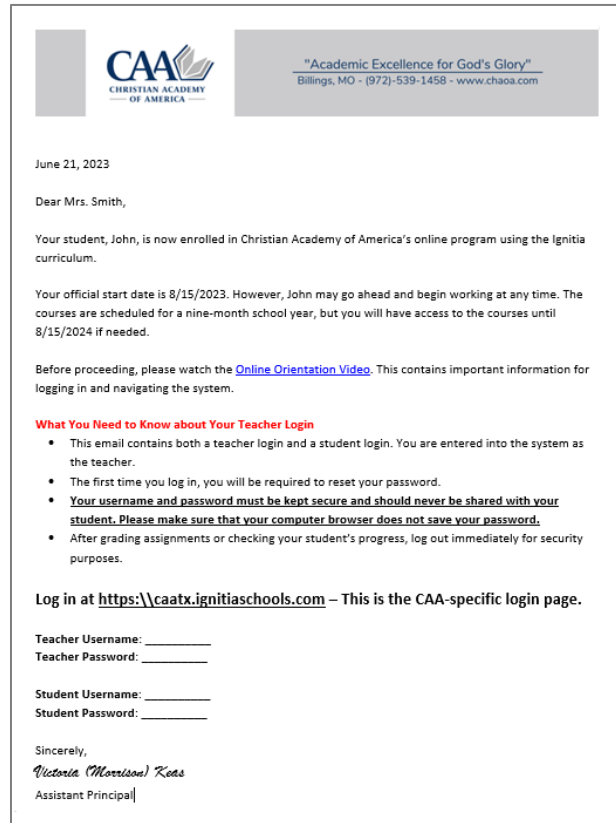 CAA
CHRISTIAN ACADEMY
OF AMERICA
"Academic Excellence for God's Glory"
Billings, MO - (972)-539-1458 - www.chaoa.com
June 21, 2023
Dear Mrs. Smith,
Your student, John, is now enrolled in Christian Academy of America's online program using the Ignitia
curriculum.
Your official start date is 8/15/2023. However, John may go ahead and begin working at any time. The
courses are scheduled for a nine-month school year, but you will have access to the courses until
8/15/2024 if needed.
Before proceeding, please watch the Online Orientation Video. This contains important information for
logging in and navigating the system.
What You Need to Know about Your Teacher Login
• This email contains both a teacher login and a student login. You are entered into the system as
the teacher.
• The first time you log in, you will be required to reset your password.
• Your username and password must be kept secure and should never be shared with your
student. Please make sure that your computer browser does not save your password.
• After grading assignments or checking your student's progress, log out immediately for security
purposes.
Log in at https:\\caatx.ignitiaschools.com – This is the CAA-specific login page.
Teacher Username: __________
Teacher Password: __________
Student Username: __________
Student Password: __________
Sincerely,
Victoria (Morrison) Keas
Assistant Principal